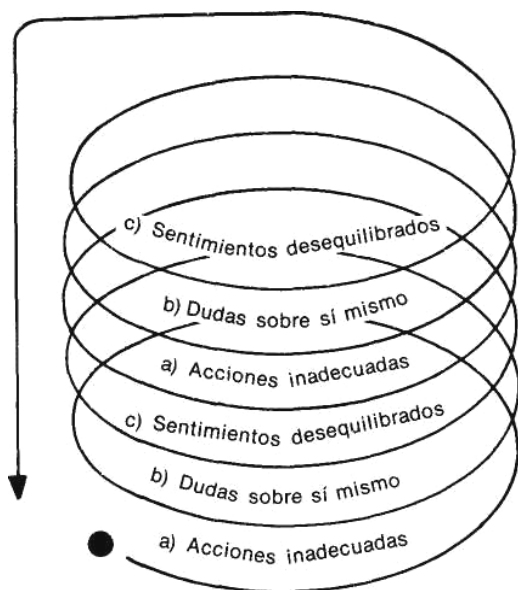 c) Sentimientos desequilibrados
b) Dudas sobre sí mismo
a) Acciones inadecuadas
c) Sentimientos desequilibrados
b) Dudas sobre sí mismo
a) Acciones inadecuadas